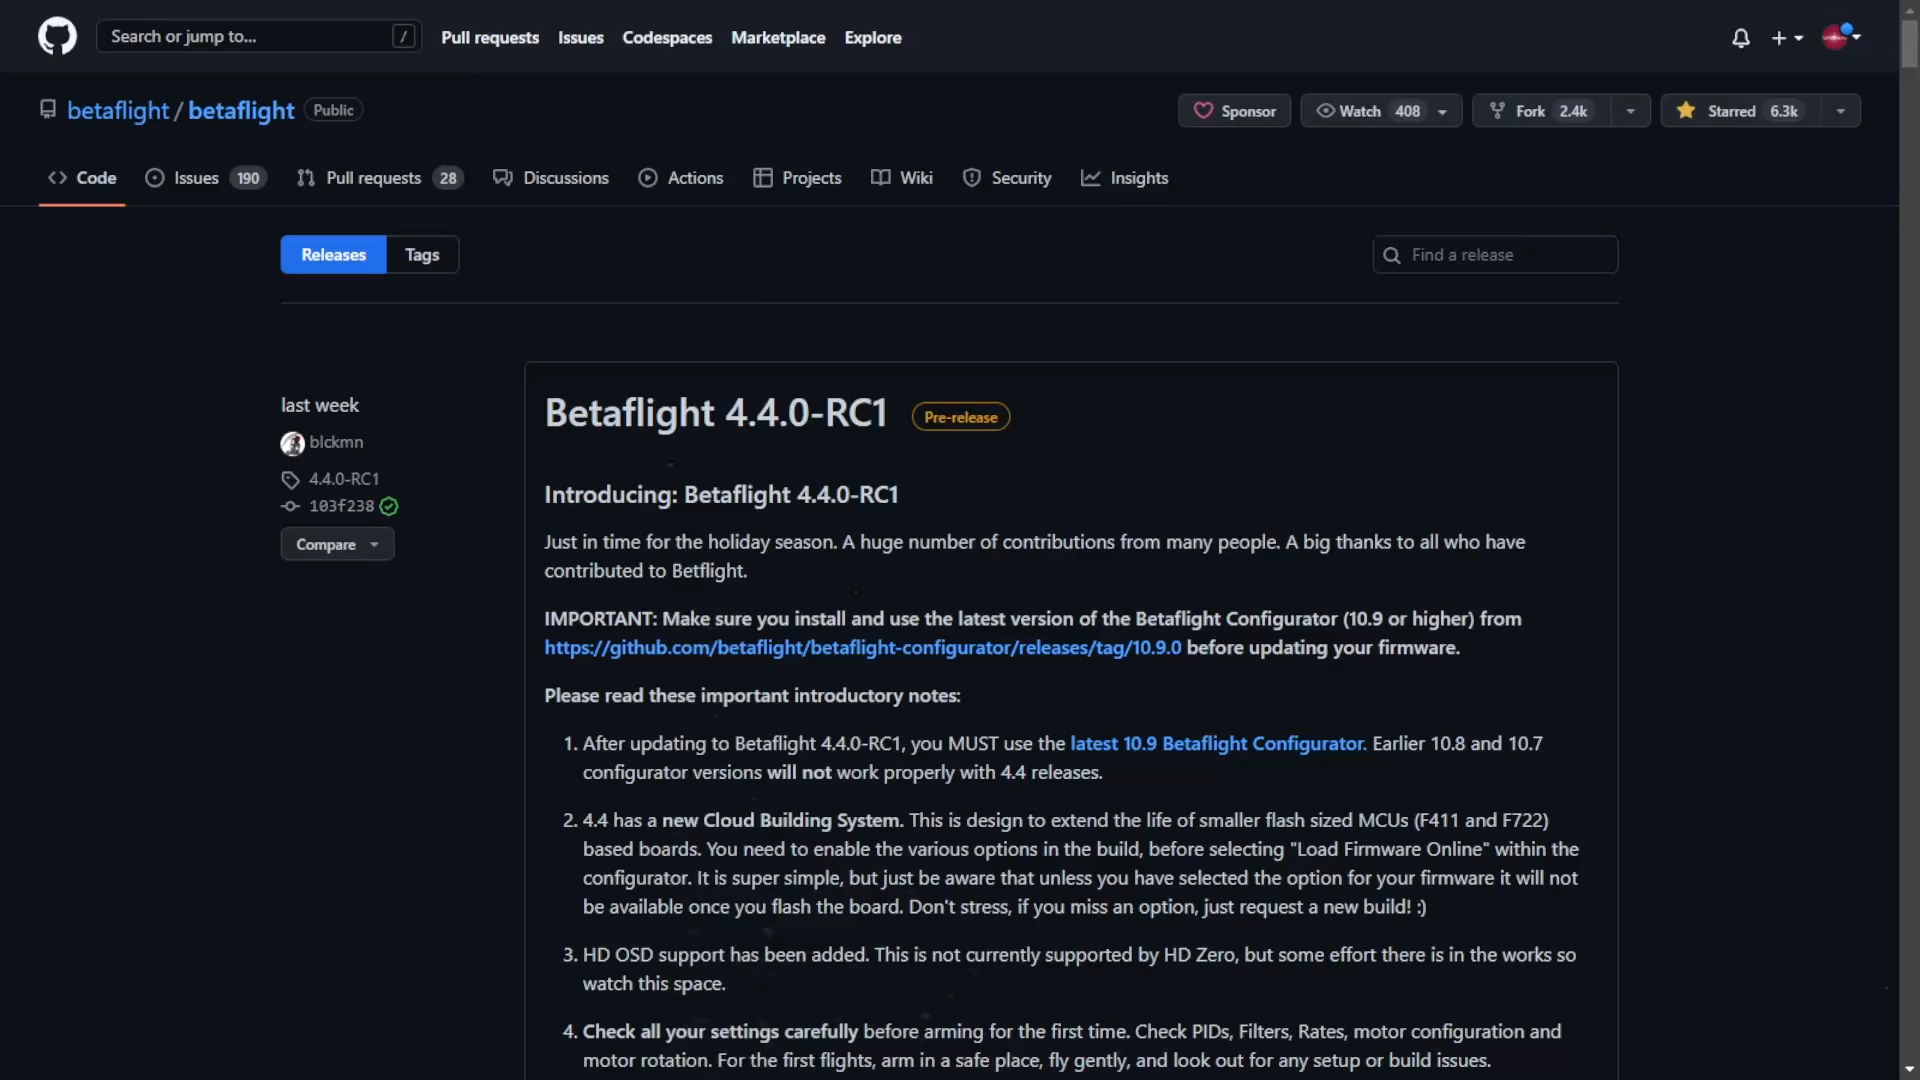 Search or jump to...
/
Pull requests
Issues
Codespaces
Marketplace
Explore
betaflight / betaflight
Public
Sponsor
Watch 408
Fork 2.4k
Starred 6.3k
Code
Issues 190
Pull requests 28
Discussions
Actions
Projects
Wiki
Security
Insights
Releases
Tags
Find a release
last week
blckmn
4.4.0-RC1
103f238
Compare
Betaflight 4.4.0-RC1
Pre-release
Introducing: Betaflight 4.4.0-RC1
Just in time for the holiday season. A huge number of contributions from many people. A big thanks to all who have
contributed to Betflight.
IMPORTANT: Make sure you install and use the latest version of the Betaflight Configurator (10.9 or higher) from
https://github.com/betaflight/betaflight-configurator/releases/tag/10.9.0 before updating your firmware.
Please read these important introductory notes:
1. After updating to Betaflight 4.4.0-RC1, you MUST use the latest 10.9 Betaflight Configurator. Earlier 10.8 and 10.7
configurator versions will not work properly with 4.4 releases.
2. 4.4 has a new Cloud Building System. This is design to extend the life of smaller flash sized MCUs (F411 and F722)
based boards. You need to enable the various options in the build, before selecting "Load Firmware Online" within the
configurator. It is super simple, but just be aware that unless you have selected the option for your firmware it will not
be available once you flash the board. Don't stress, if you miss an option, just request a new build! :)
3. HD OSD support has been added. This is not currently supported by HD Zero, but some effort there is in the works so
watch this space.
4. Check all your settings carefully before arming for the first time. Check PIDs, Filters, Rates, motor configuration and
motor rotation. For the first flights, arm in a safe place, fly gently, and look out for any setup or build issues.